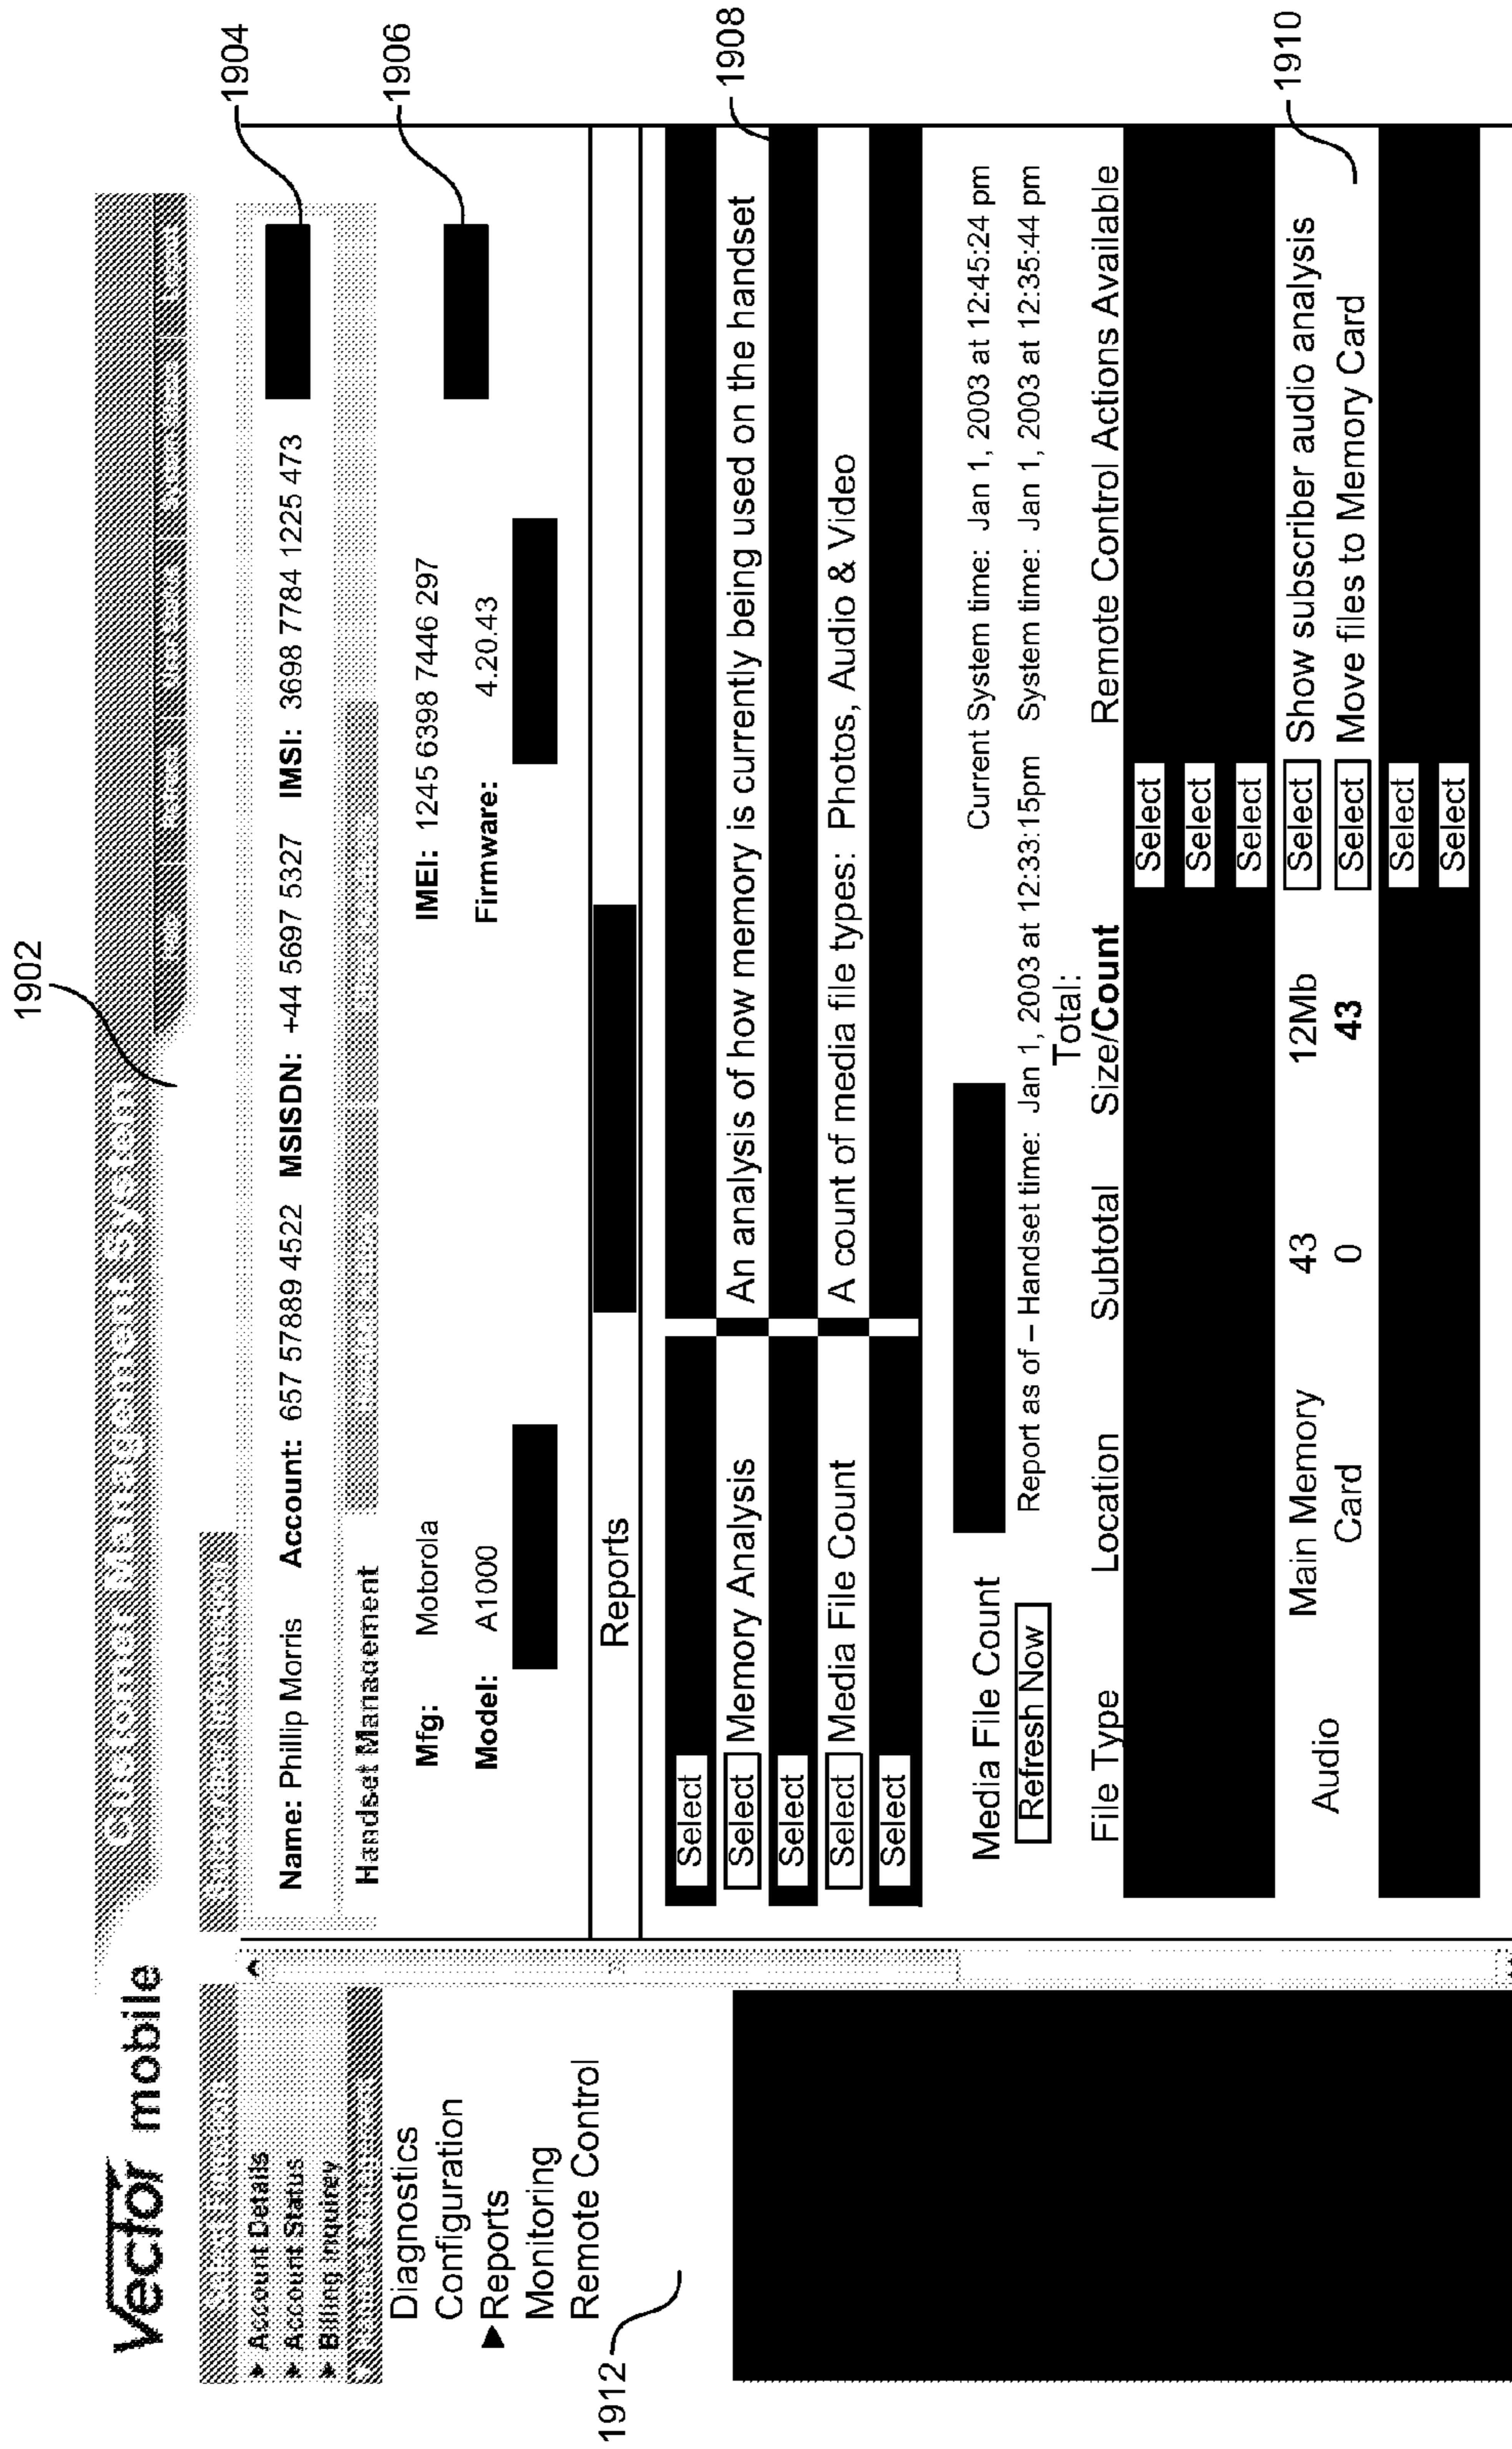 1902
Vector mobile
Customer Management System
1904
Account Details
Account Status
Billing Inquirey
Name: Phillip Morris Account: 657 57889 4522 MSISDN: +44 5697 5327 IMSI: 3698 7784 1225 473
Handset Management
1906
Diagnostics
Configuration
Reports
Monitoring
Remote Control
1912
Mfg: Motorola IMEI: 1245 6398 7446 297
Model: A1000 Firmware: 4.20.43
Reports
1908
Select
Select Memory Analysis An analysis of how memory is currently being used on the handset
Select
Select Media File Count A count of media file types: Photos, Audio & Video
Select
Media File Count Current System time: Jan 1, 2003 at 12:45:24 pm
Refresh Now Report as of – Handset time: Jan 1, 2003 at 12:33:15pm System time: Jan 1, 2003 at 12:35:44 pm
Total:
File Type Location Subtotal Size/Count Remote Control Actions Available
Select
Select
Select
Audio Main Memory 43 12Mb Select Show subscriber audio analysis
Card 0 43 Select Move files to Memory Card
1910
Select
Select